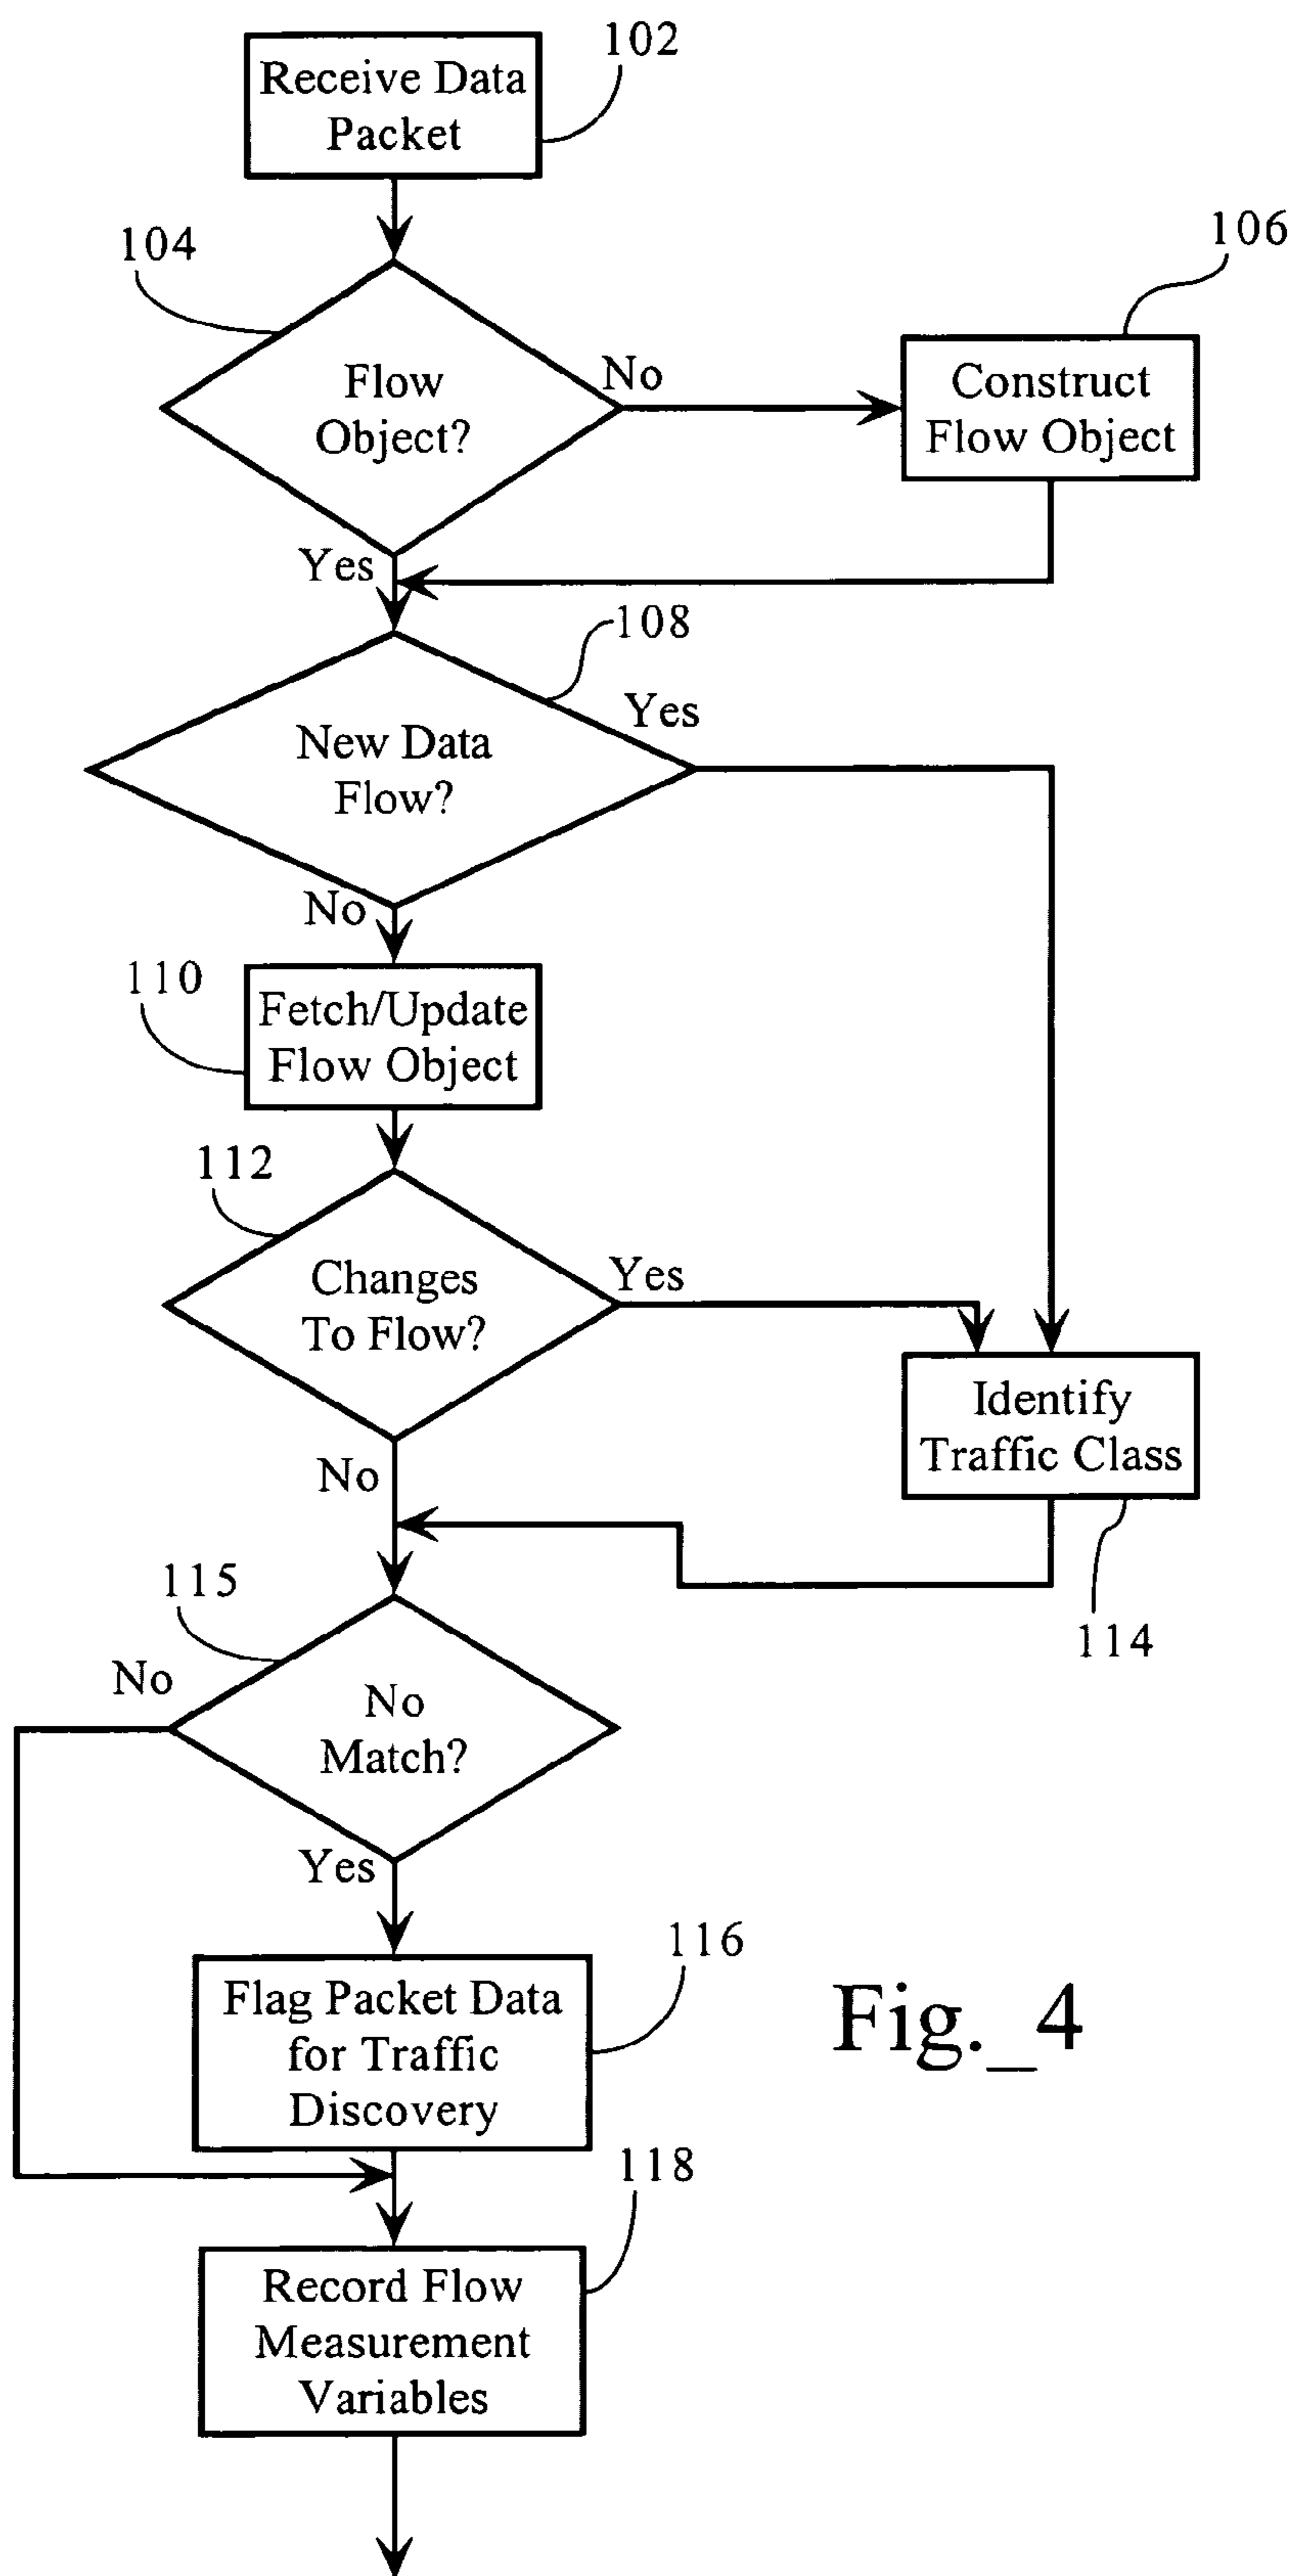 102
Receive Data
Packet
104
106
Flow
Object?
No
Construct
Flow Object
Yes
108
Yes
New Data
Flow?
No
110
Fetch/Update
Flow Object
112
Changes
To Flow?
Yes
Identify
Traffic Class
No
115
114
No
No
Match?
Yes
116
Flag Packet Data
for Traffic
Discovery
Fig._4
118
Record Flow
Measurement
Variables